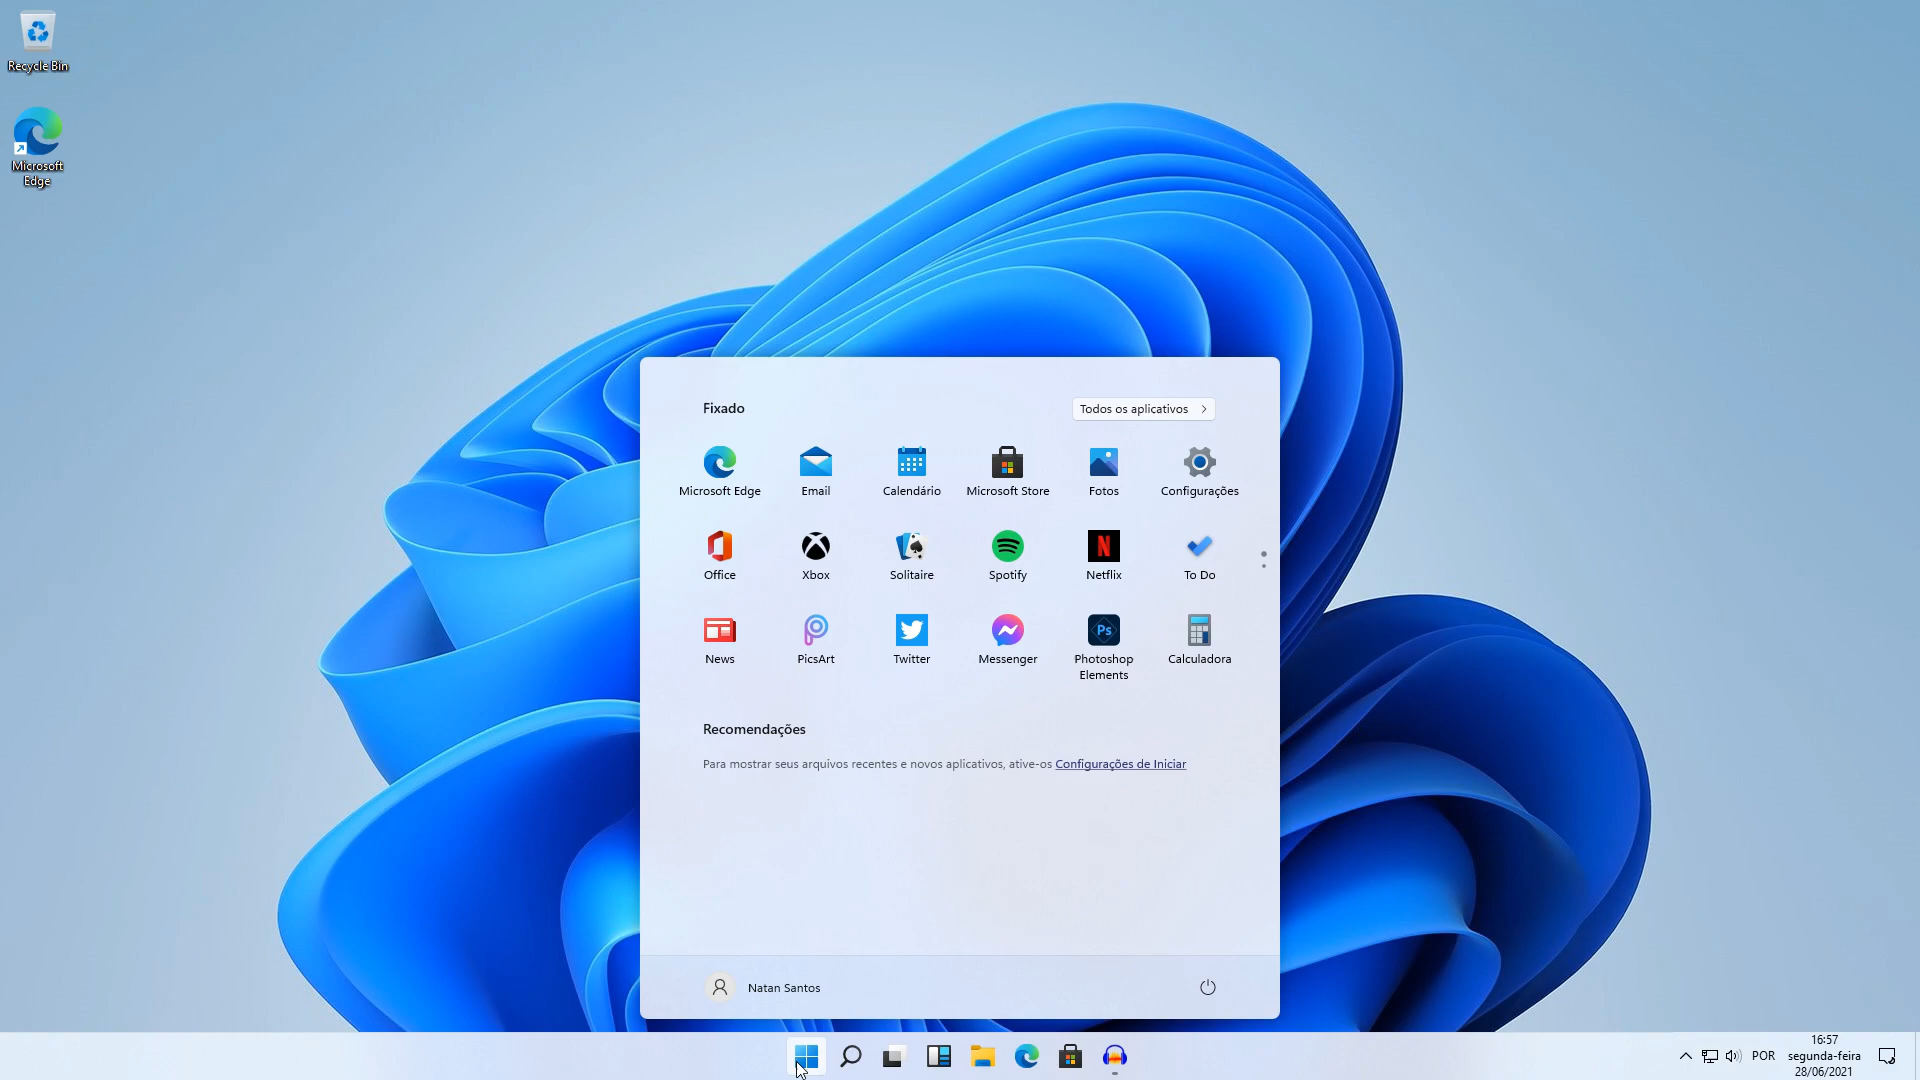 Recycle Bin
Microsoft
Edge
Fixado
Todos os aplicativos
Microsoft Edge
Email
Calendário
Microsoft Store
Fotos
Configurações
Office
Xbox
Solitaire
Spotify
N
Netflix
To Do
News
PicsArt
Twitter
Messenger
Ps
Photoshop
Elements
Calculadora
Recomendações
Para mostrar seus arquivos recentes e novos aplicativos, ative-os Configurações de Iniciar
Natan Santos
POR
16:57
segunda-feira
28/06/2021